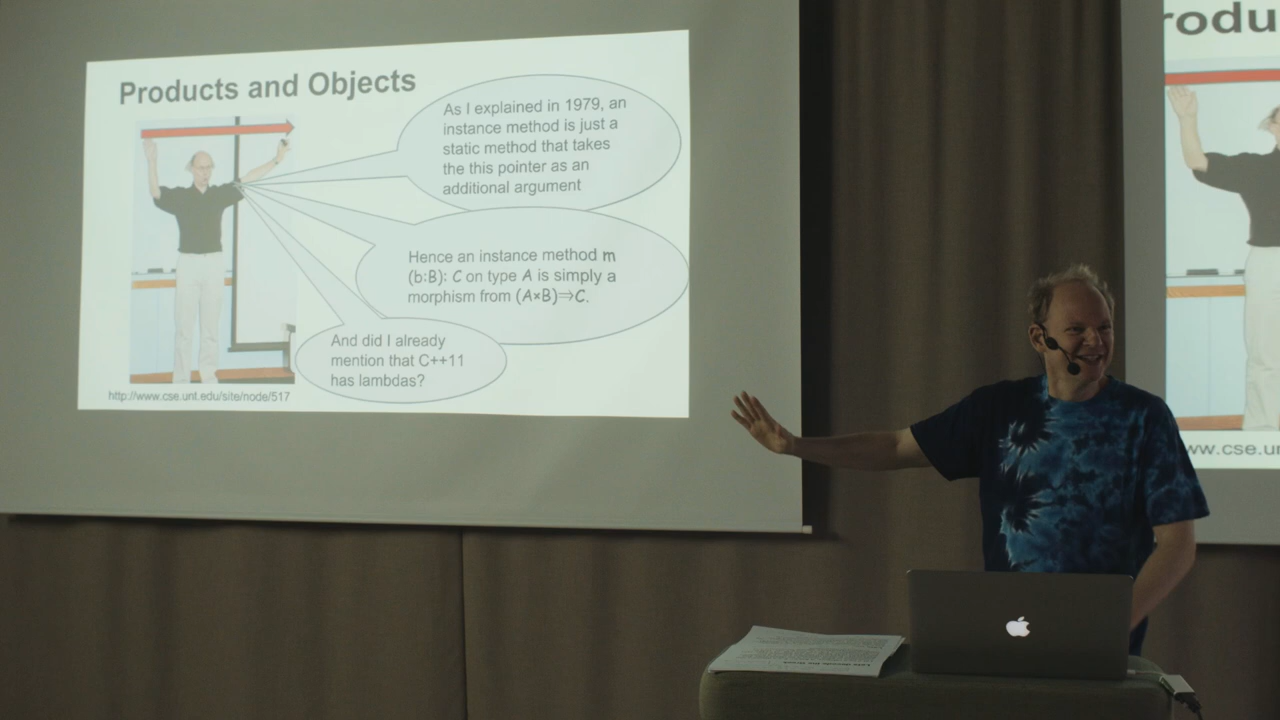 Products and Objects
As I explained in 1979, an
instance method is just a
static method that takes
the this pointer as an
additional argument
Hence an instance method m
(b:B): C on type A is simply a
morphism from (A×B)⇒C.
And did I already
mention that C++11
has lambdas?
http://www.cse.unt.edu/site/node/517
rodu
ww.cse.u